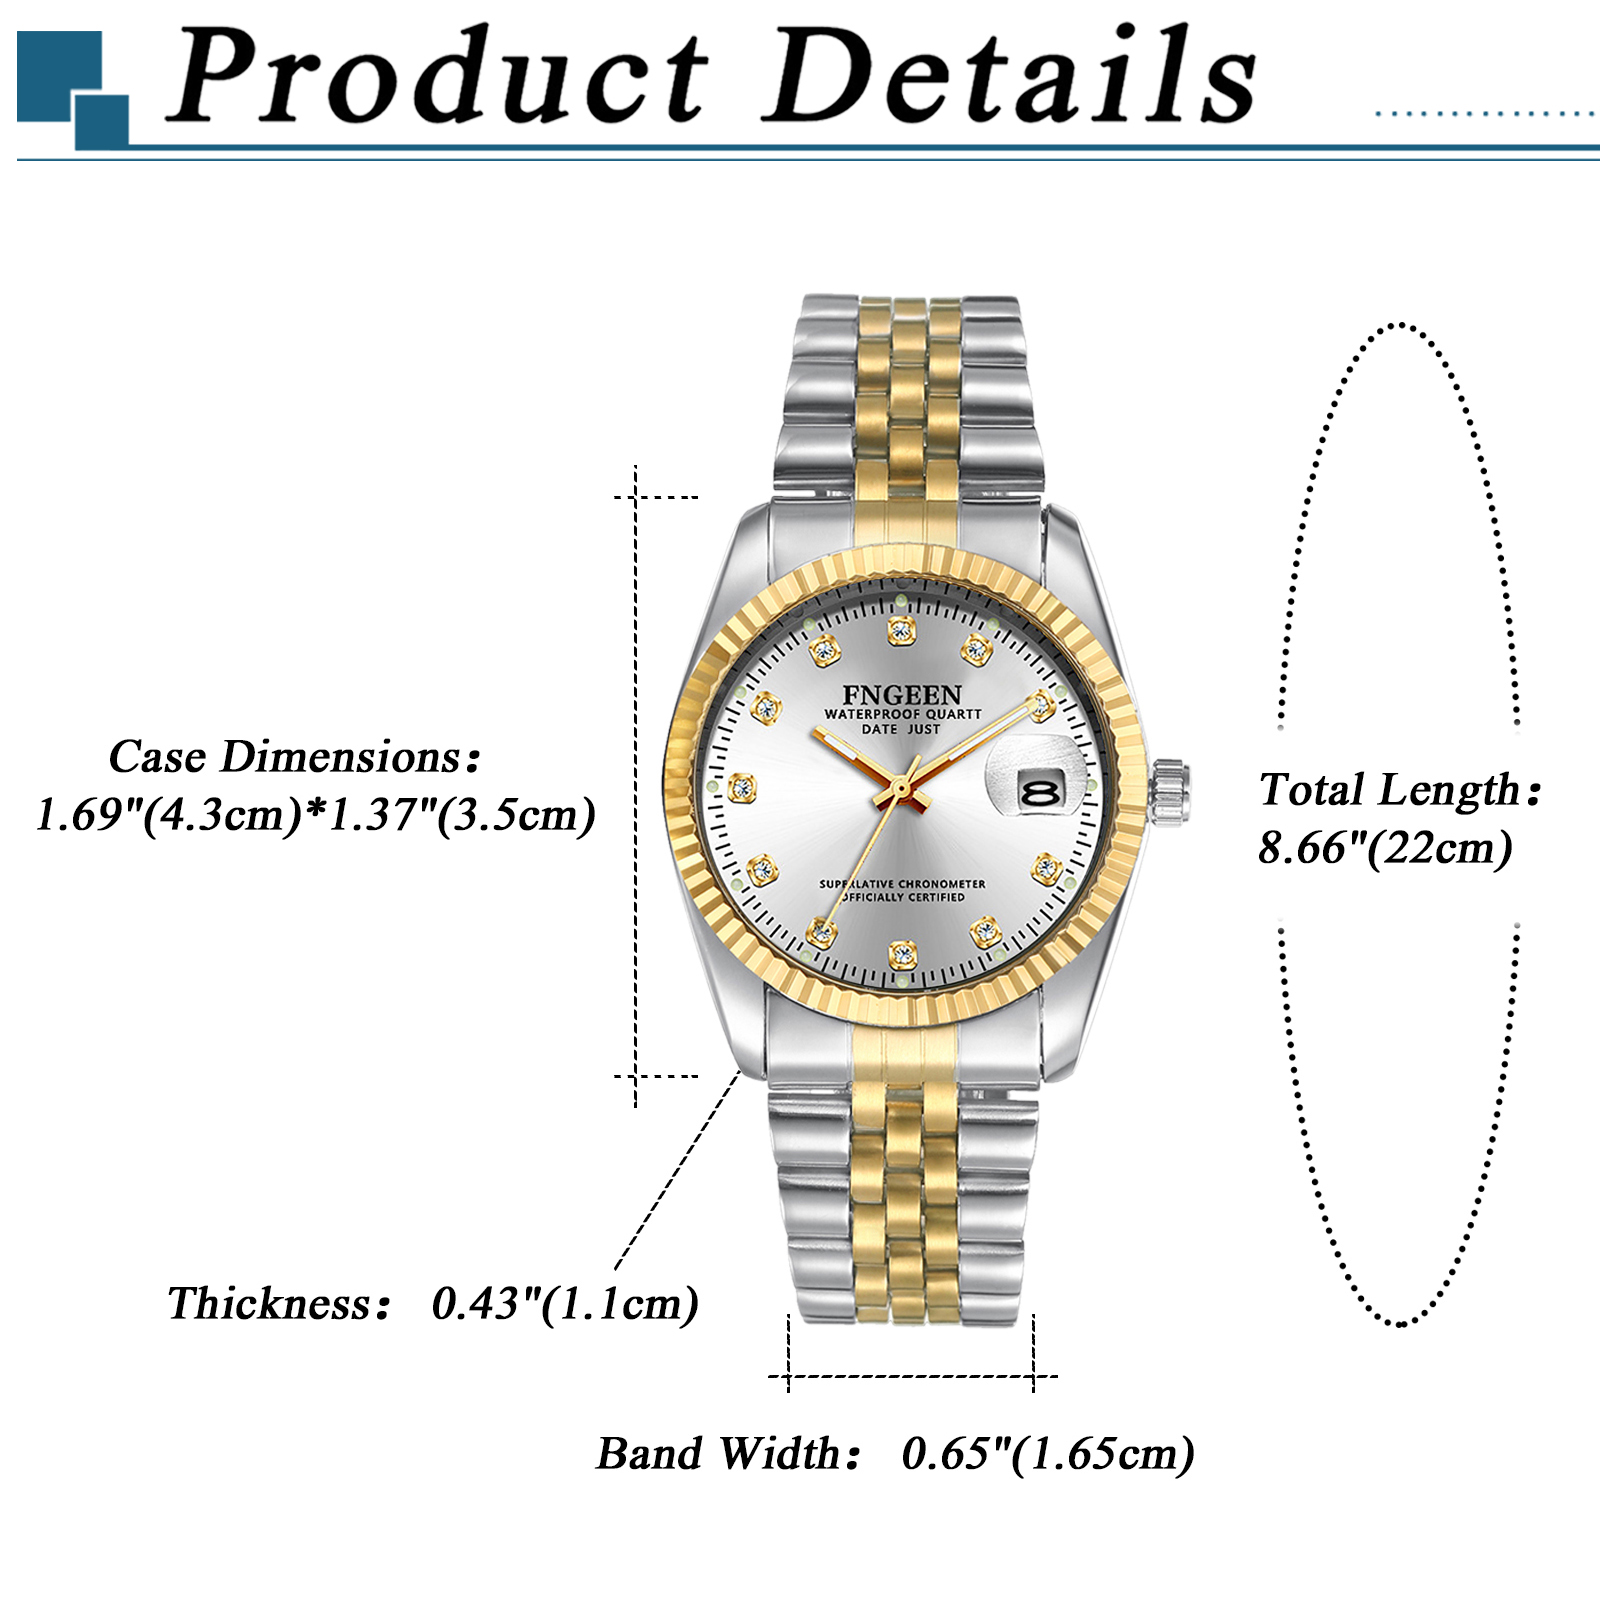 Product Details
FNGEEN
WATERPROOF QUARTT
DATE JUST
8
SUPERLATIVE CHRONOMETER
OFFICIALLY CERTIFIED
Case Dimensions：
1.69"(4.3cm)*1.37"(3.5cm)
Total Length：
8.66"(22cm)
Thickness： 0.43"(1.1cm)
Band Width： 0.65"(1.65cm)